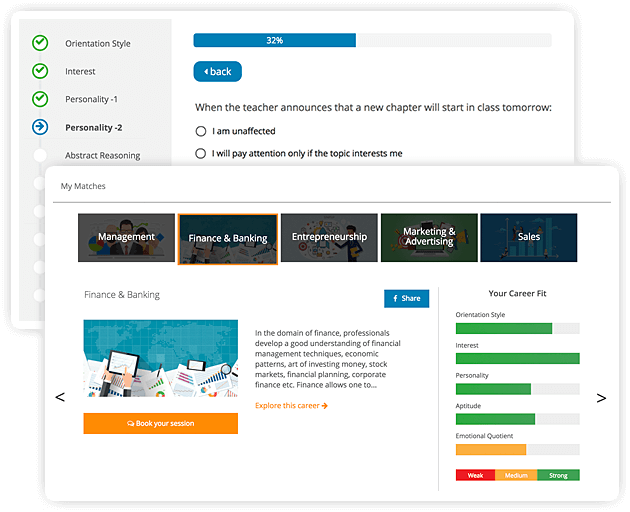 Orientation Style
Interest
Personality -1
Personality -2
Abstract Reasoning
32%
back
When the teacher announces that a new chapter will start in class tomorrow:
I am unaffected
I will pay attention only if the topic interests me
My Matches
Management
Finance & Banking
Entrepreneurship
Marketing &
Advertising
Sales
Finance & Banking
f Share
Book your session
In the domain of finance, professionals
develop a good understanding of financial
management techniques, economic
patterns, art of investing money, stock
markets, financial planning, corporate
finance etc. Finance allows one to...
Explore this career
Your Career Fit
Orientation Style
Interest
Personality
Aptitude
Emotional Quotient
Weak
Medium
Strong